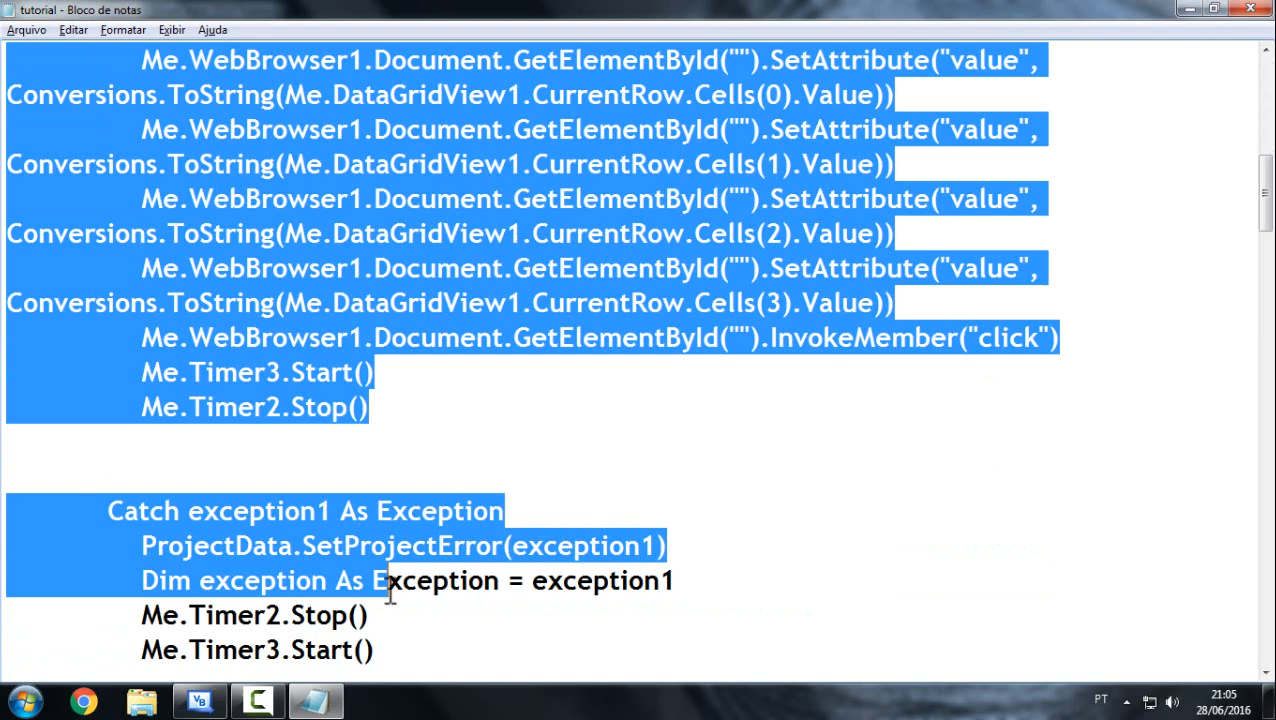 tutorial - Bloco de notas
Arquivo Editar Formatar Exibir Ajuda
Me.WebBrowser1.Document.GetElementById("").SetAttribute("value",
Conversions.ToString(Me.DataGridView1.CurrentRow.Cells(0).Value))
Me.WebBrowser1.Document.GetElementById("").SetAttribute("value",
Conversions.ToString(Me.DataGridView1.CurrentRow.Cells(1).Value))
Me.WebBrowser1.Document.GetElementById("").SetAttribute("value",
Conversions.ToString(Me.DataGridView1.CurrentRow.Cells(2).Value))
Me.WebBrowser1.Document.GetElementById("").SetAttribute("value",
Conversions.ToString(Me.DataGridView1.CurrentRow.Cells(3).Value))
Me.WebBrowser1.Document.GetElementById("").InvokeMember("click")
Me.Timer3.Start()
Me.Timer2.Stop()
Catch exception1 As Exception
ProjectData.SetProjectError(exception1)
Dim exception As Exception = exception1
Me.Timer2.Stop()
Me.Timer3.Start()
VB
PT
21:05
28/06/2016